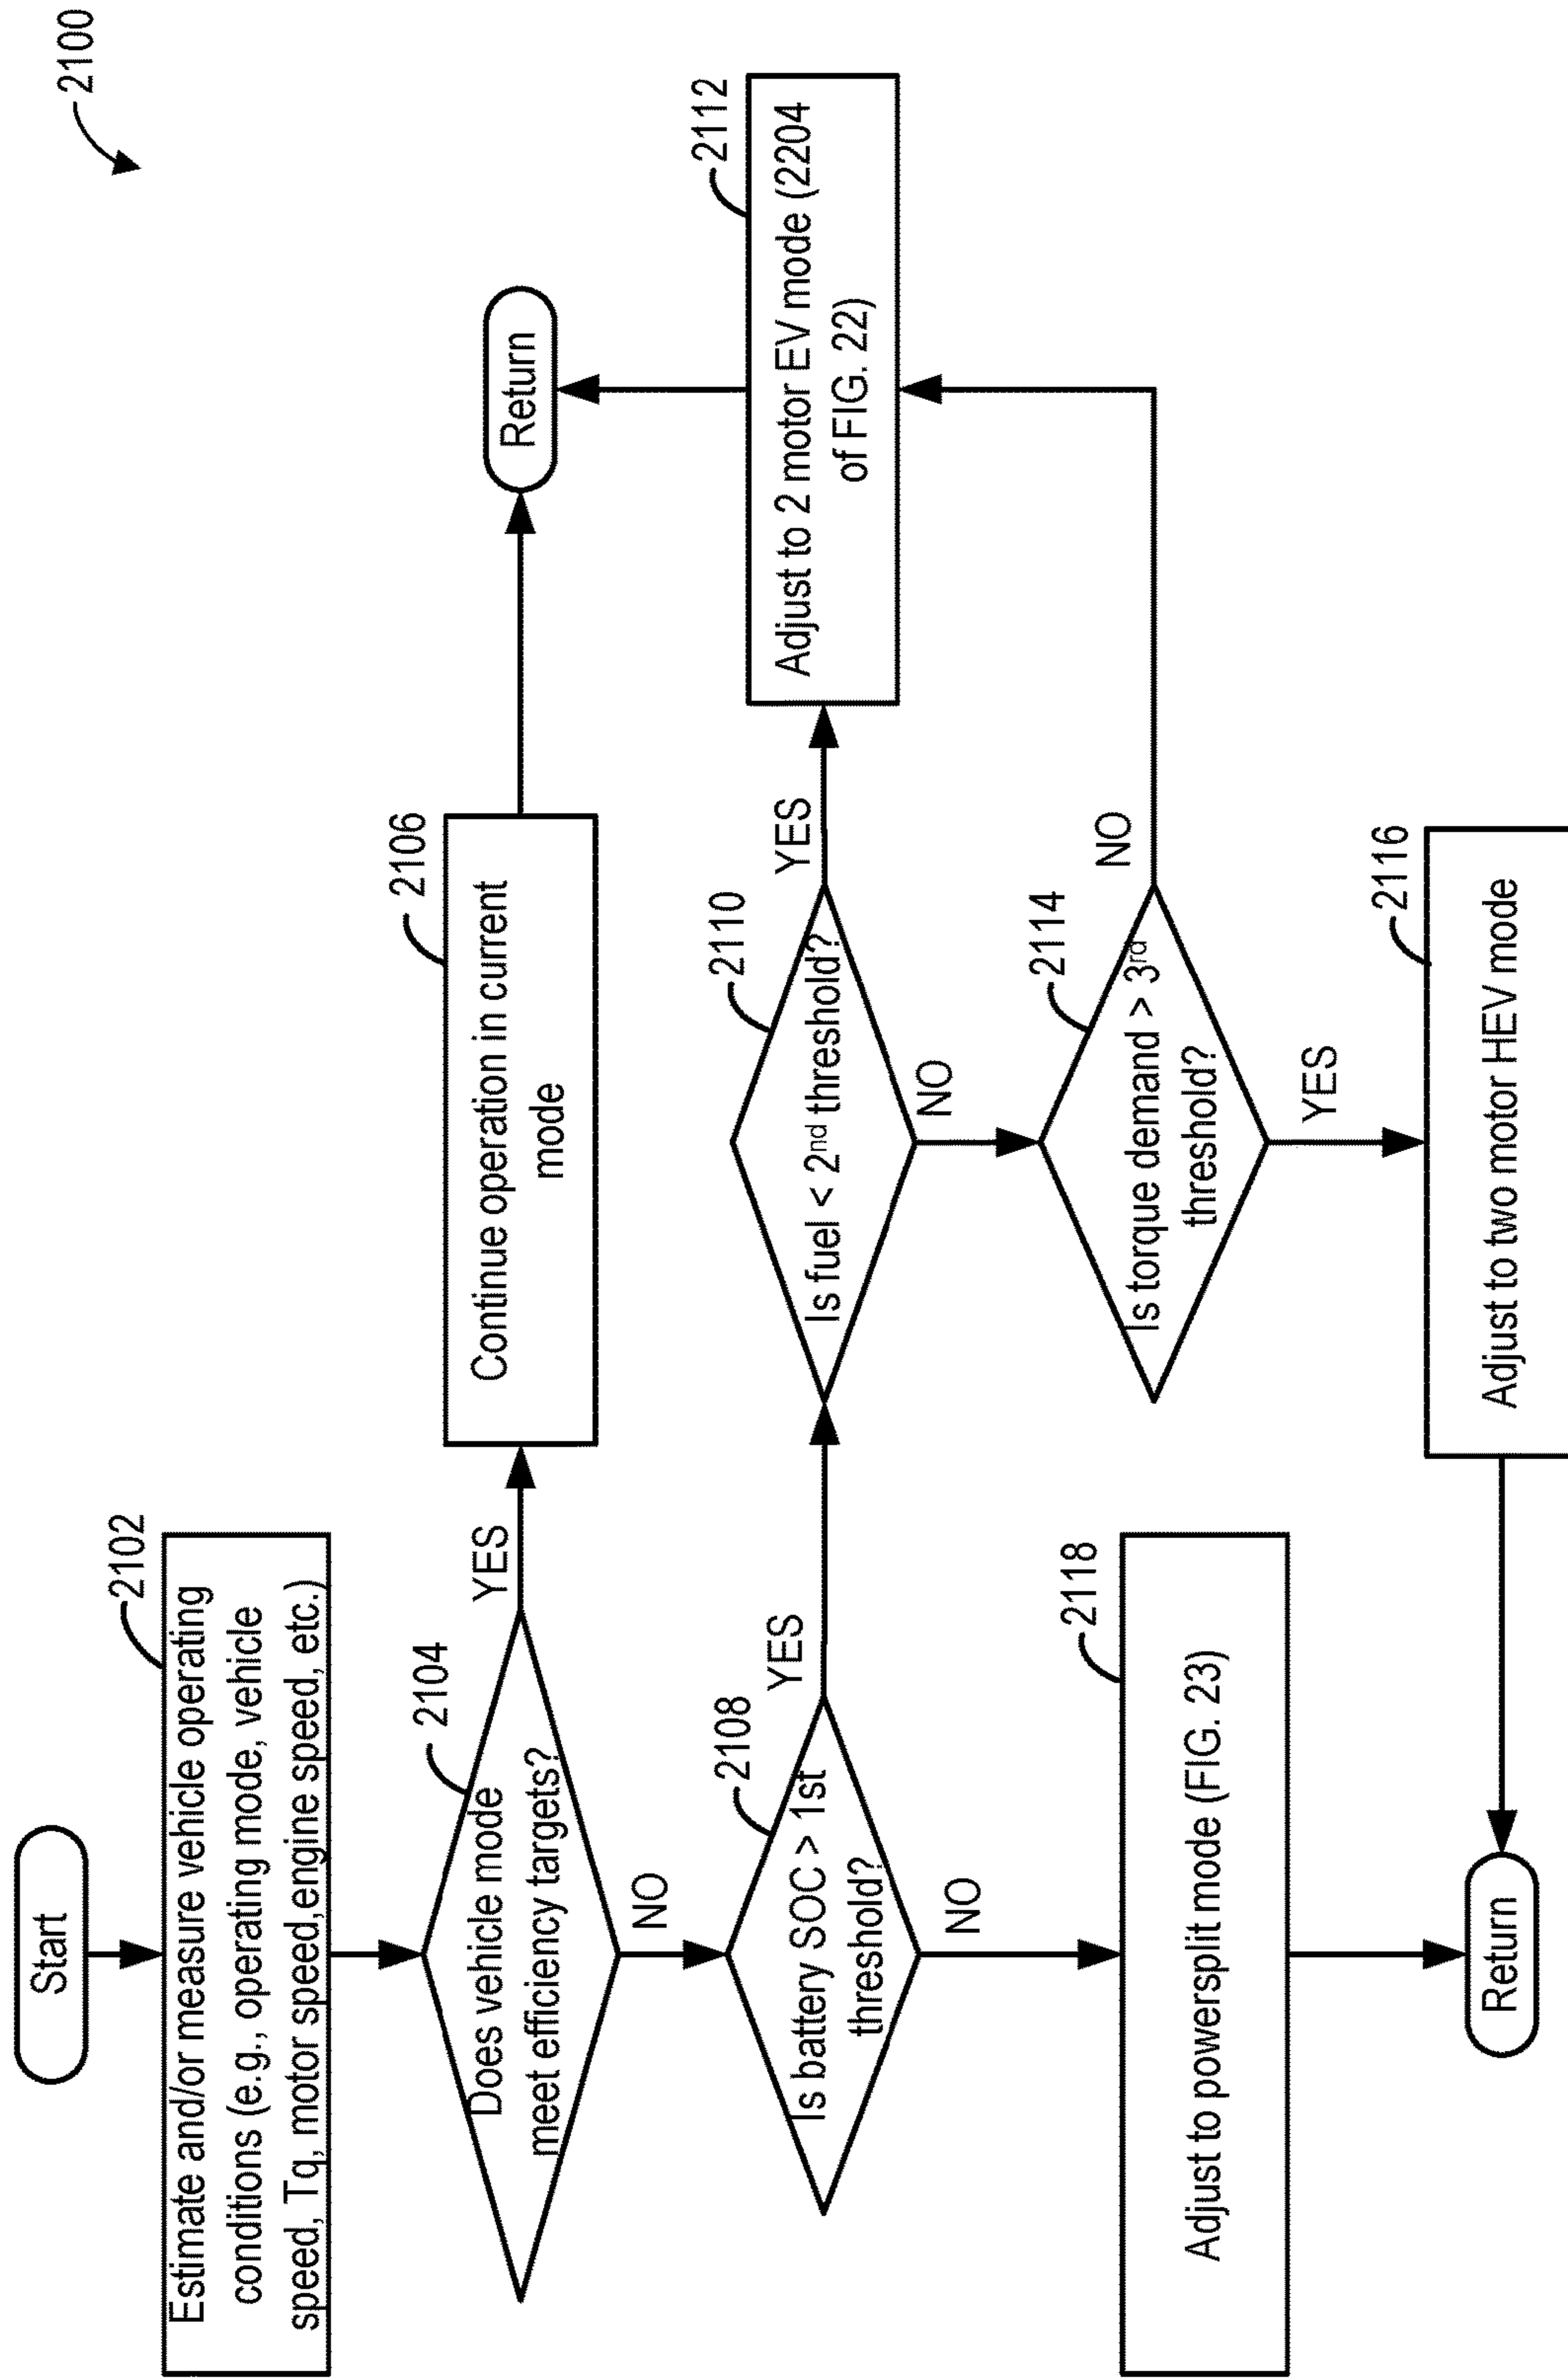 2100
Start
2102
Estimate and/or measure vehicle operating
conditions (e.g., operating mode, vehicle
speed, Tq, motor speed,engine speed, etc.)
2104
Does vehicle mode
meet efficiency targets?
YES
2106
Continue operation in current
mode
Return
NO
2108
Is battery SOC > 1st
threshold?
YES
2110
Is fuel < 2nd threshold?
YES
2112
Adjust to 2 motor EV mode (2204
of FIG. 22)
NO
NO
2114
Is torque demand > 3rd
threshold?
NO
YES
2118
Adjust to powersplit mode (FIG. 23)
2116
Adjust to two motor HEV mode
Return